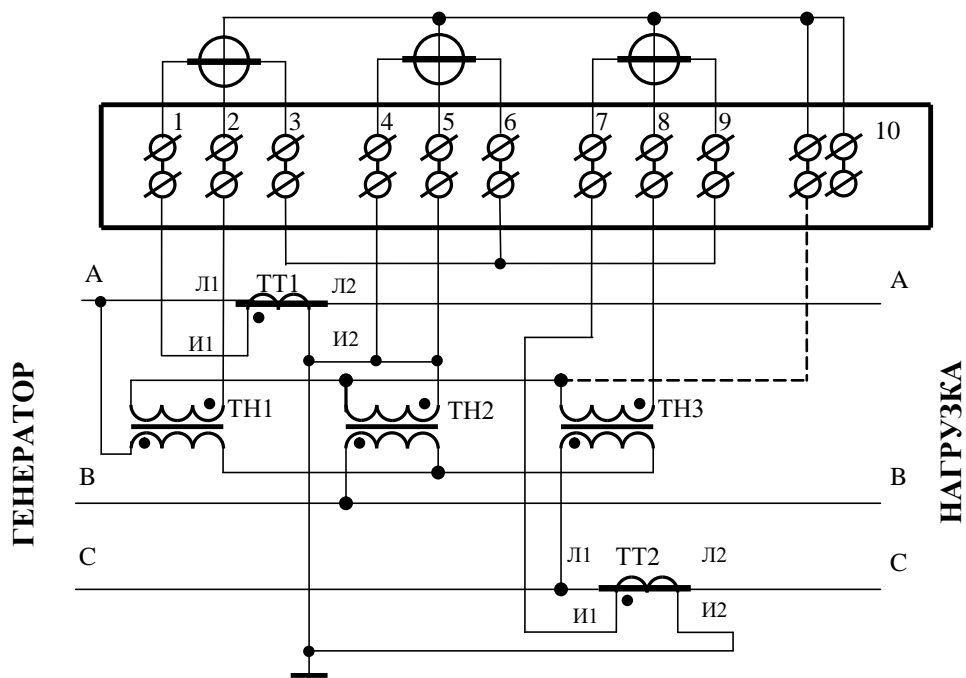 1 2 3 4 5 6 7 8 9 10
А Л1 ТТ1 Л2 А
И1 И2
ГЕНЕРАТОР
ТН1 ТН2 ТН3
НАГРУЗКА
В В
С Л1 ТТ2 Л2 С
И1 И2